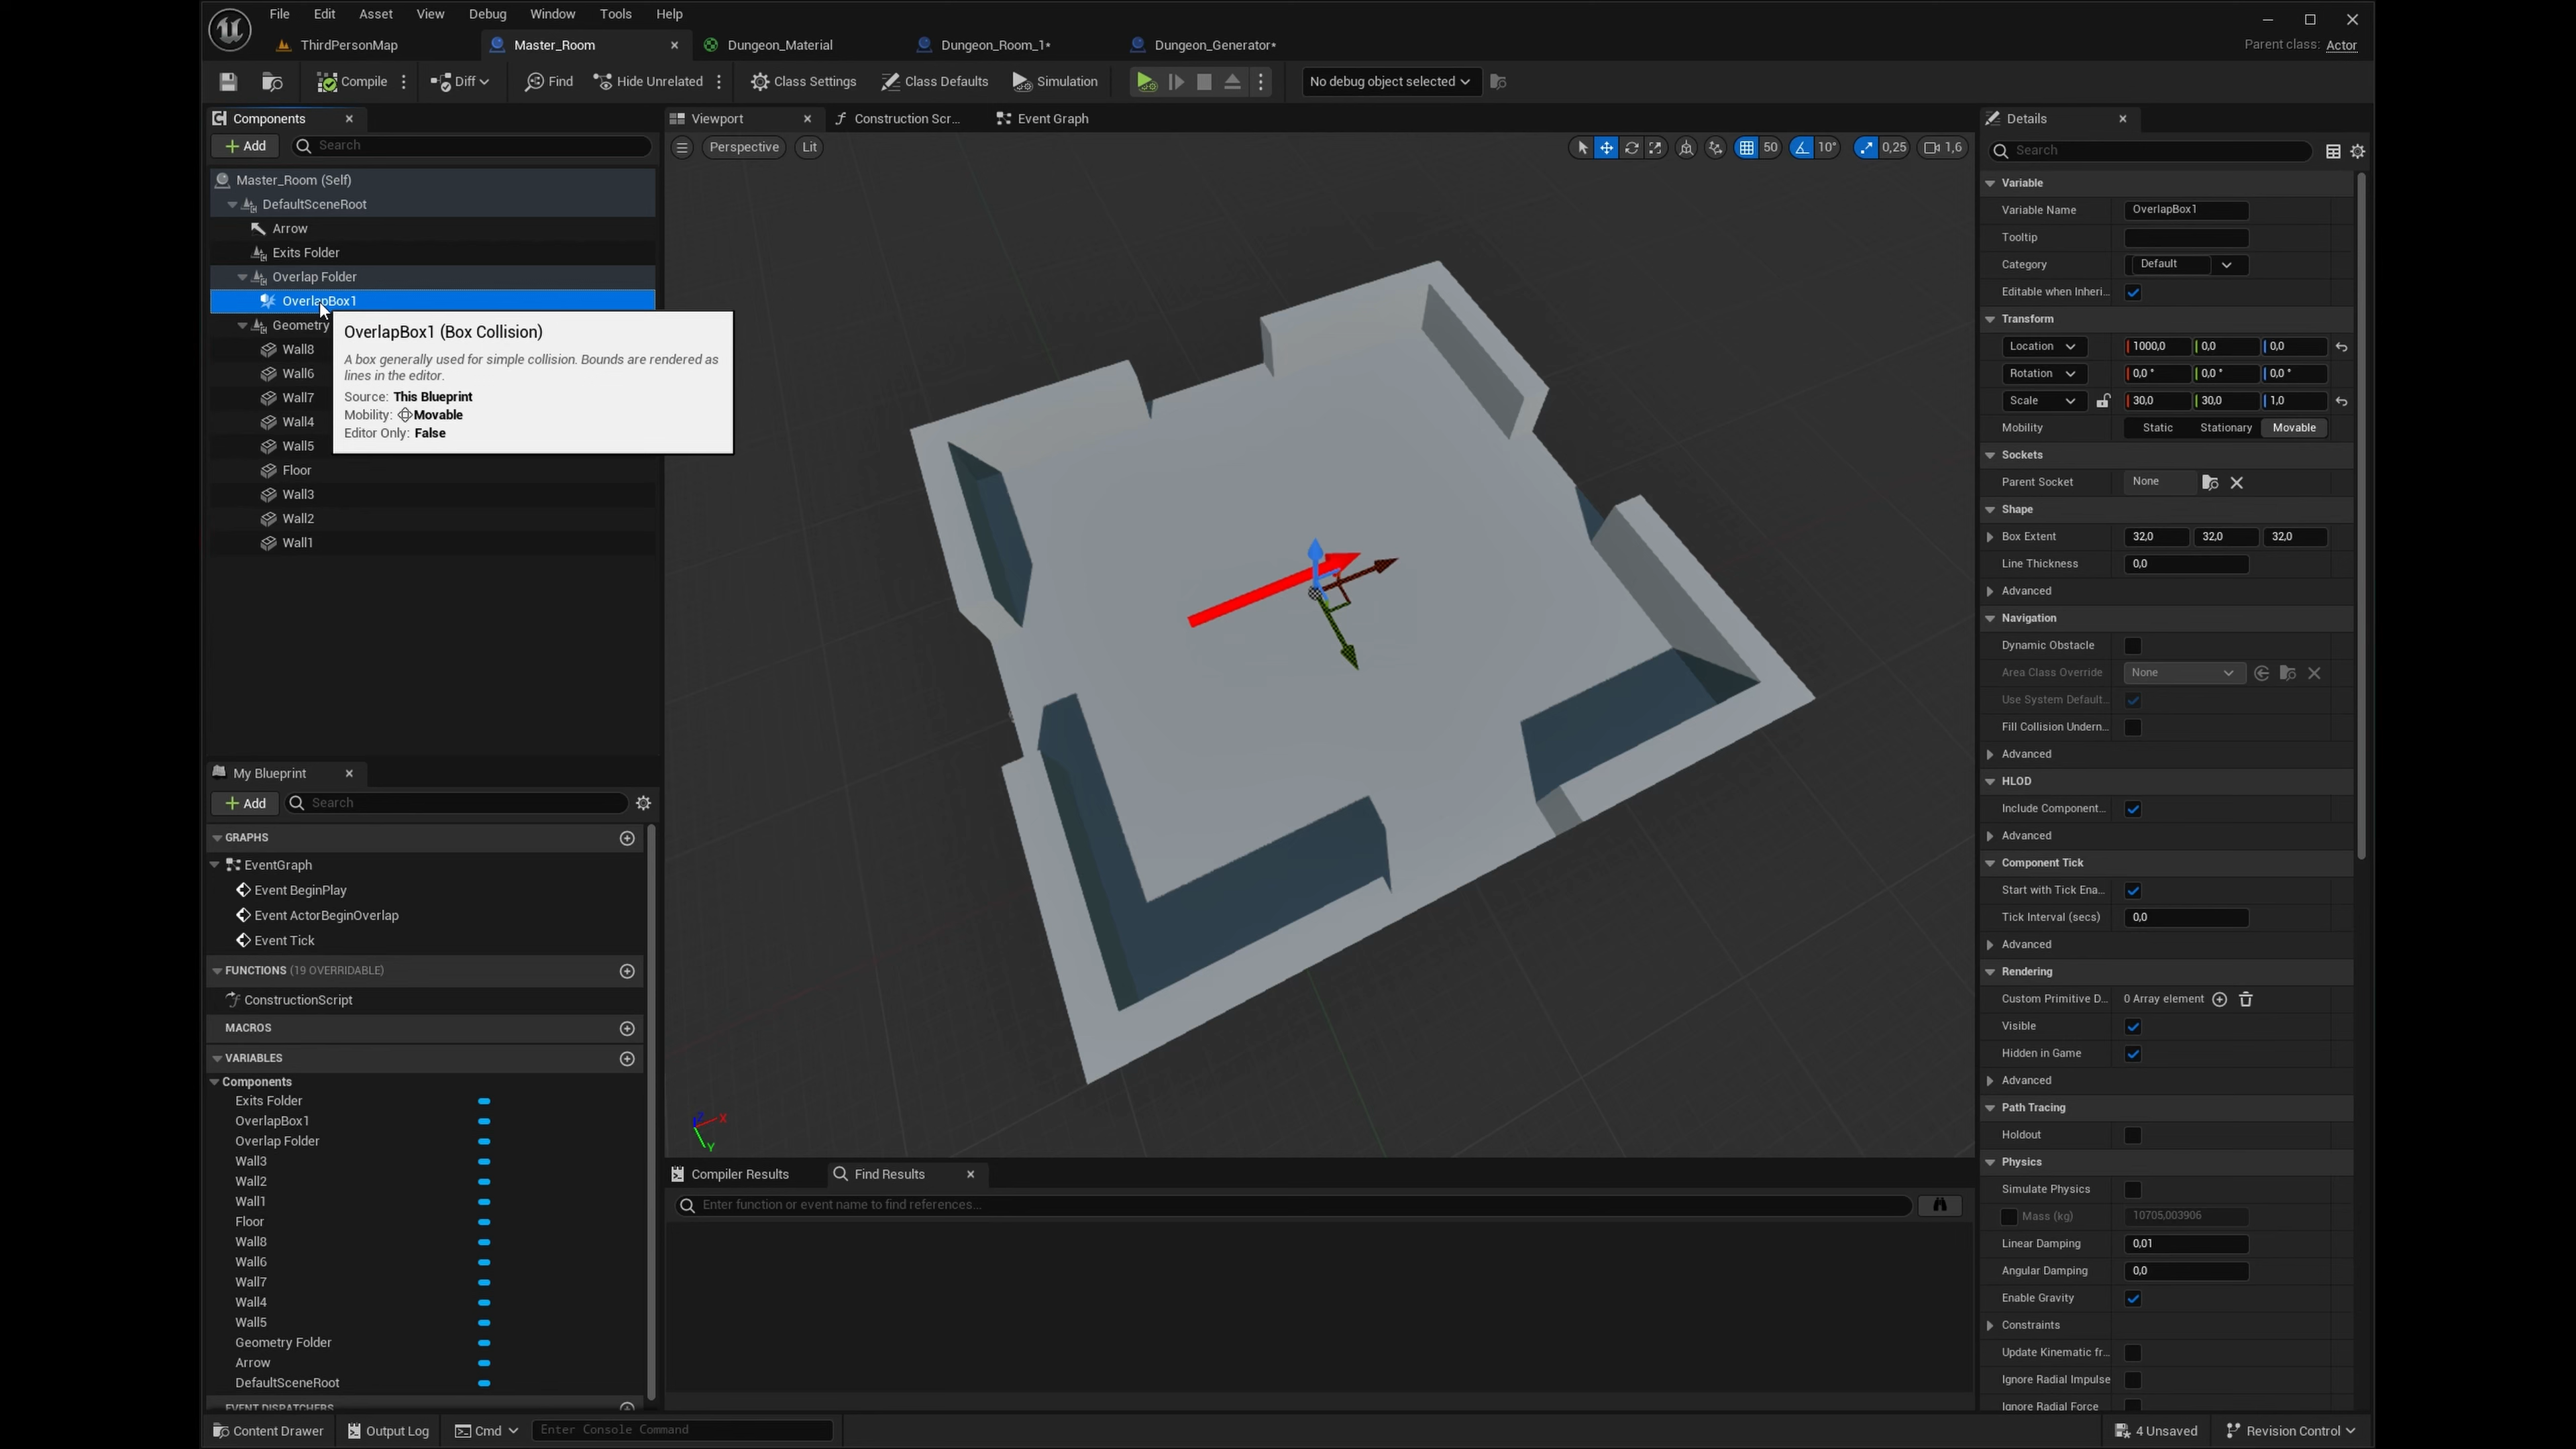 File Edit Asset View Debug Window Tools Help
ThirdPersonMap Master_Room Dungeon_Material Dungeon_Room_1* Dungeon_Generator* Parent class: Actor
Compile Diff Find Hide Unrelated Class Settings Class Defaults Simulation No debug object selected
Components
Add Search
Master_Room (Self)
DefaultSceneRoot
Arrow
Exits Folder
Overlap Folder
OverlapBox1
Geometry
Wall8
Wall6
Wall7
Wall4
Wall5
Floor
Wall3
Wall2
Wall1
OverlapBox1 (Box Collision)
A box generally used for simple collision. Bounds are rendered as
lines in the editor.
Source: This Blueprint
Mobility: Movable
Editor Only: False
My Blueprint
Add Search
GRAPHS
EventGraph
Event BeginPlay
Event ActorBeginOverlap
Event Tick
FUNCTIONS (19 OVERRIDABLE)
ConstructionScript
MACROS
VARIABLES
Components
Exits Folder
OverlapBox1
Overlap Folder
Wall3
Wall2
Wall1
Floor
Wall8
Wall6
Wall7
Wall4
Wall5
Geometry Folder
Arrow
DefaultSceneRoot
EVENT DISPATCHERS
Viewport Construction Scr... Event Graph
Perspective Lit 50 10° 0,25 1,6
Z X
Y
Compiler Results Find Results
Enter function or event name to find references...
Details
Search
Variable
Variable Name OverlapBox1
Tooltip
Category Default
Editable when Inheri...
Transform
Location 1000,0 0,0 0,0
Rotation 0,0 ° 0,0 ° 0,0 °
Scale 30,0 30,0 1,0
Mobility Static Stationary Movable
Sockets
Parent Socket None
Shape
Box Extent 32,0 32,0 32,0
Line Thickness 0,0
Advanced
Navigation
Dynamic Obstacle
Area Class Override None
Use System Default...
Fill Collision Undern...
Advanced
HLOD
Include Component...
Advanced
Component Tick
Start with Tick Ena...
Tick Interval (secs) 0,0
Advanced
Rendering
Custom Primitive D... 0 Array element
Visible
Hidden in Game
Advanced
Path Tracing
Holdout
Physics
Simulate Physics
Mass (kg) 10705,003906
Linear Damping 0,01
Angular Damping 0,0
Enable Gravity
Constraints
Update Kinematic fr...
Ignore Radial Impulse
Ignore Radial Force
Content Drawer Output Log Cmd Enter Console Command 4 Unsaved Revision Control